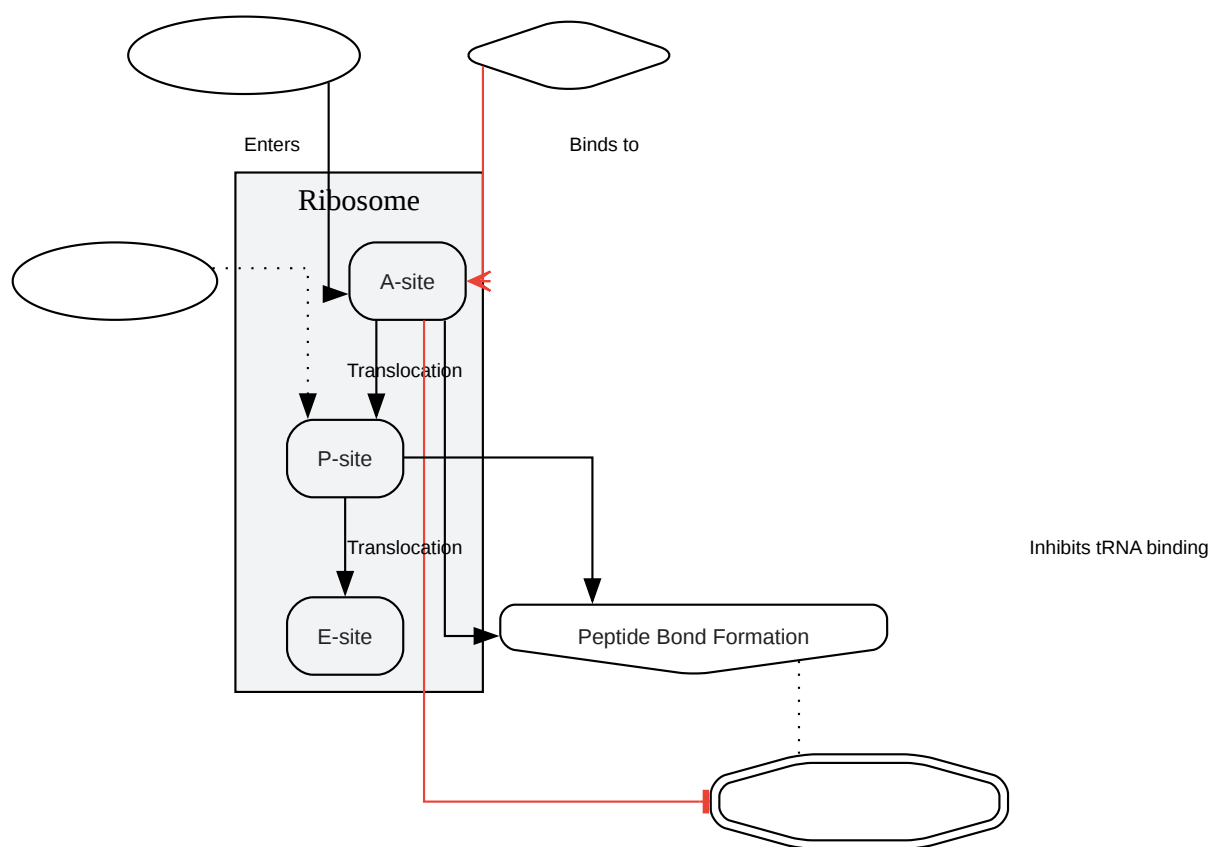 Enters
Binds to
Ribosome
A-site
Translocation
P-site
Translocation
Inhibits tRNA binding
E-site
Peptide Bond Formation